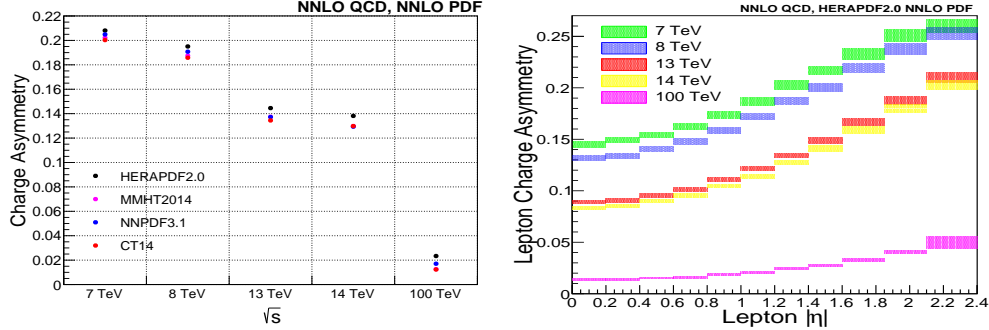 NNLO QCD, NNLO PDF
Charge Asymmetry
0.22
0.2
0.18
0.16
0.14
0.12
0.1
0.08
0.06
0.04
0.02
0
HERAPDF2.0
MMHT2014
NNPDF3.1
CT14
7 TeV 8 TeV 13 TeV 14 TeV 100 TeV
√s
NNLO QCD, HERAPDF2.0 NNLO PDF
Lepton Charge Asymmetry
0.25
0.2
0.15
0.1
0.05
7 TeV
8 TeV
13 TeV
14 TeV
100 TeV
0 0.2 0.4 0.6 0.8 1 1.2 1.4 1.6 1.8 2 2.2 2.4
Lepton |η|